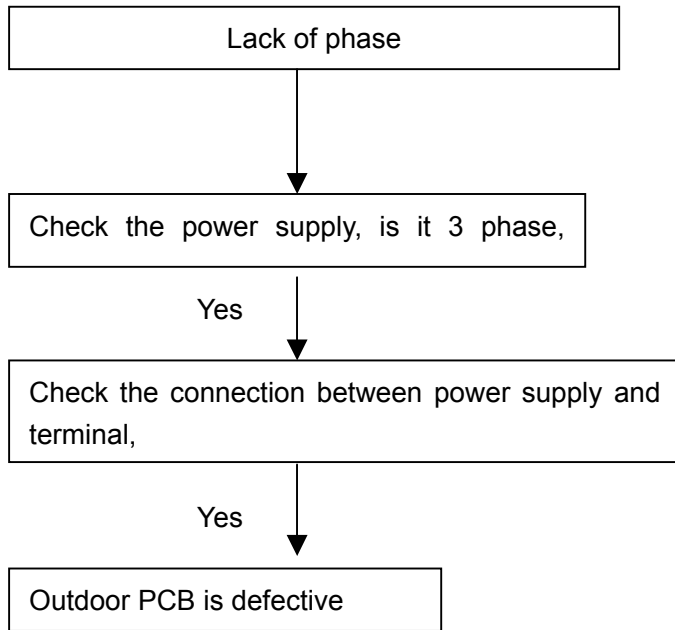 Lack of phase
Check the power supply, is it 3 phase,
Yes
Check the connection between power supply and
terminal,
Yes
Outdoor PCB is defective